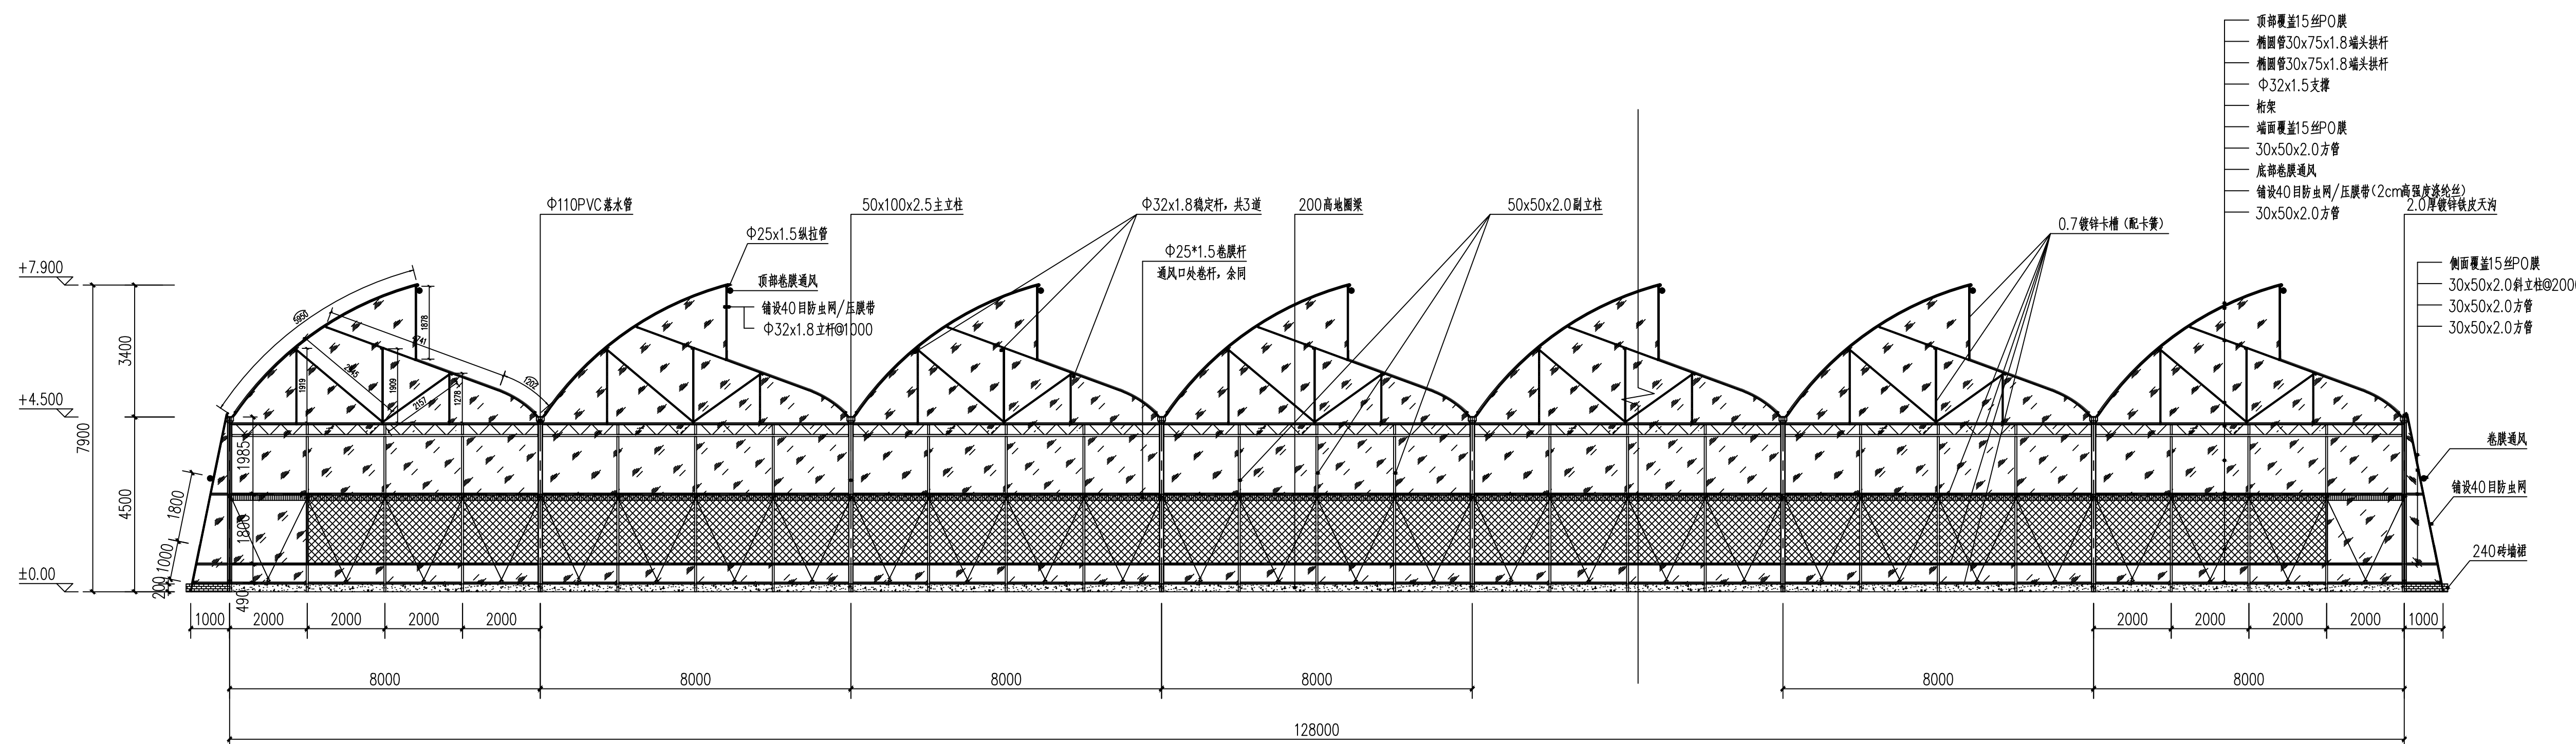 顶部覆盖15丝PO膜
椭圆管30x75x1.8端头拱杆
椭圆管30x75x1.8端头拱杆
Φ32x1.5支撑
桁架
端面覆盖15丝PO膜
30x50x2.0方管
底部卷膜通风
铺设40目防虫网/压膜带(2cm高强度涤纶丝)
30x50x2.0方管
2.0厚镀锌铁皮天沟
Φ110PVC落水管
50x100x2.5主立柱
Φ32x1.8稳定杆，共3道
200高地圈梁
50x50x2.0副立柱
0.7镀锌卡槽（配卡簧）
Φ25x1.5纵拉管
Φ25*1.5卷膜杆
通风口处卷杆，余同
顶部卷膜通风
铺设40目防虫网/压膜带
Φ32x1.8立杆@1000
侧面覆盖15丝PO膜
30x50x2.0斜立柱@2000
30x50x2.0方管
30x50x2.0方管
卷膜通风
铺设40目防虫网
240砖墙裙
+7.900
+4.500
±0.00
7900
3400
4500
5950
1878
1919
1909
2157
1278
1202
1985
1800
1800
1000
200
490
1000
2000
2000
2000
2000
2000
2000
2000
2000
1000
8000
8000
8000
8000
8000
8000
128000